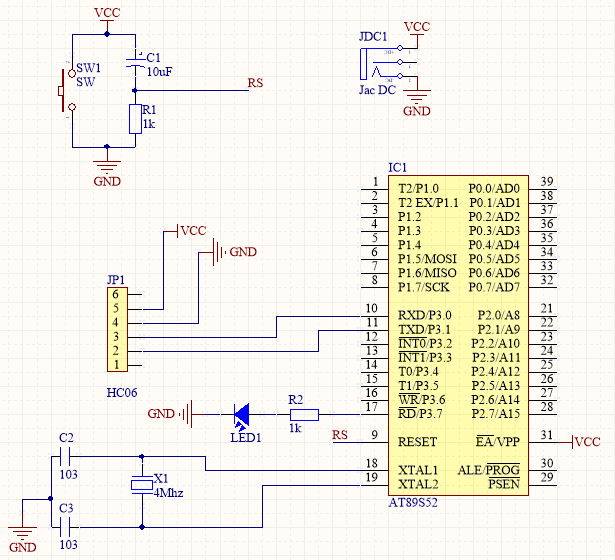 VCC
SW1
SW
C1
10uF
RS
R1
1k
GND
JDC1
VCC
Jac DC
GND
IC1
1 T2/P1.0 P0.0/AD0 39
2 T2 EX/P1.1 P0.1/AD1 38
3 P1.2 P0.2/AD2 37
4 P1.3 P0.3/AD3 36
5 P1.4 P0.4/AD4 35
6 P1.5/MOSI P0.5/AD5 34
7 P1.6/MISO P0.6/AD6 33
8 P1.7/SCK P0.7/AD7 32
10 RXD/P3.0 P2.0/A8 21
11 TXD/P3.1 P2.1/A9 22
12 INT0/P3.2 P2.2/A10 23
13 INT1/P3.3 P2.3/A11 24
14 T0/P3.4 P2.4/A12 25
15 T1/P3.5 P2.5/A13 26
16 WR/P3.6 P2.6/A14 27
17 RD/P3.7 P2.7/A15 28
RS 9 RESET EA/VPP 31 VCC
18 XTAL1 ALE/PROG 30
19 XTAL2 PSEN 29
AT89S52
VCC
GND
JP1
6
5
4
3
2
1
HC06
GND
LED1
R2
1k
C2
103
X1
4Mhz
C3
103
GND